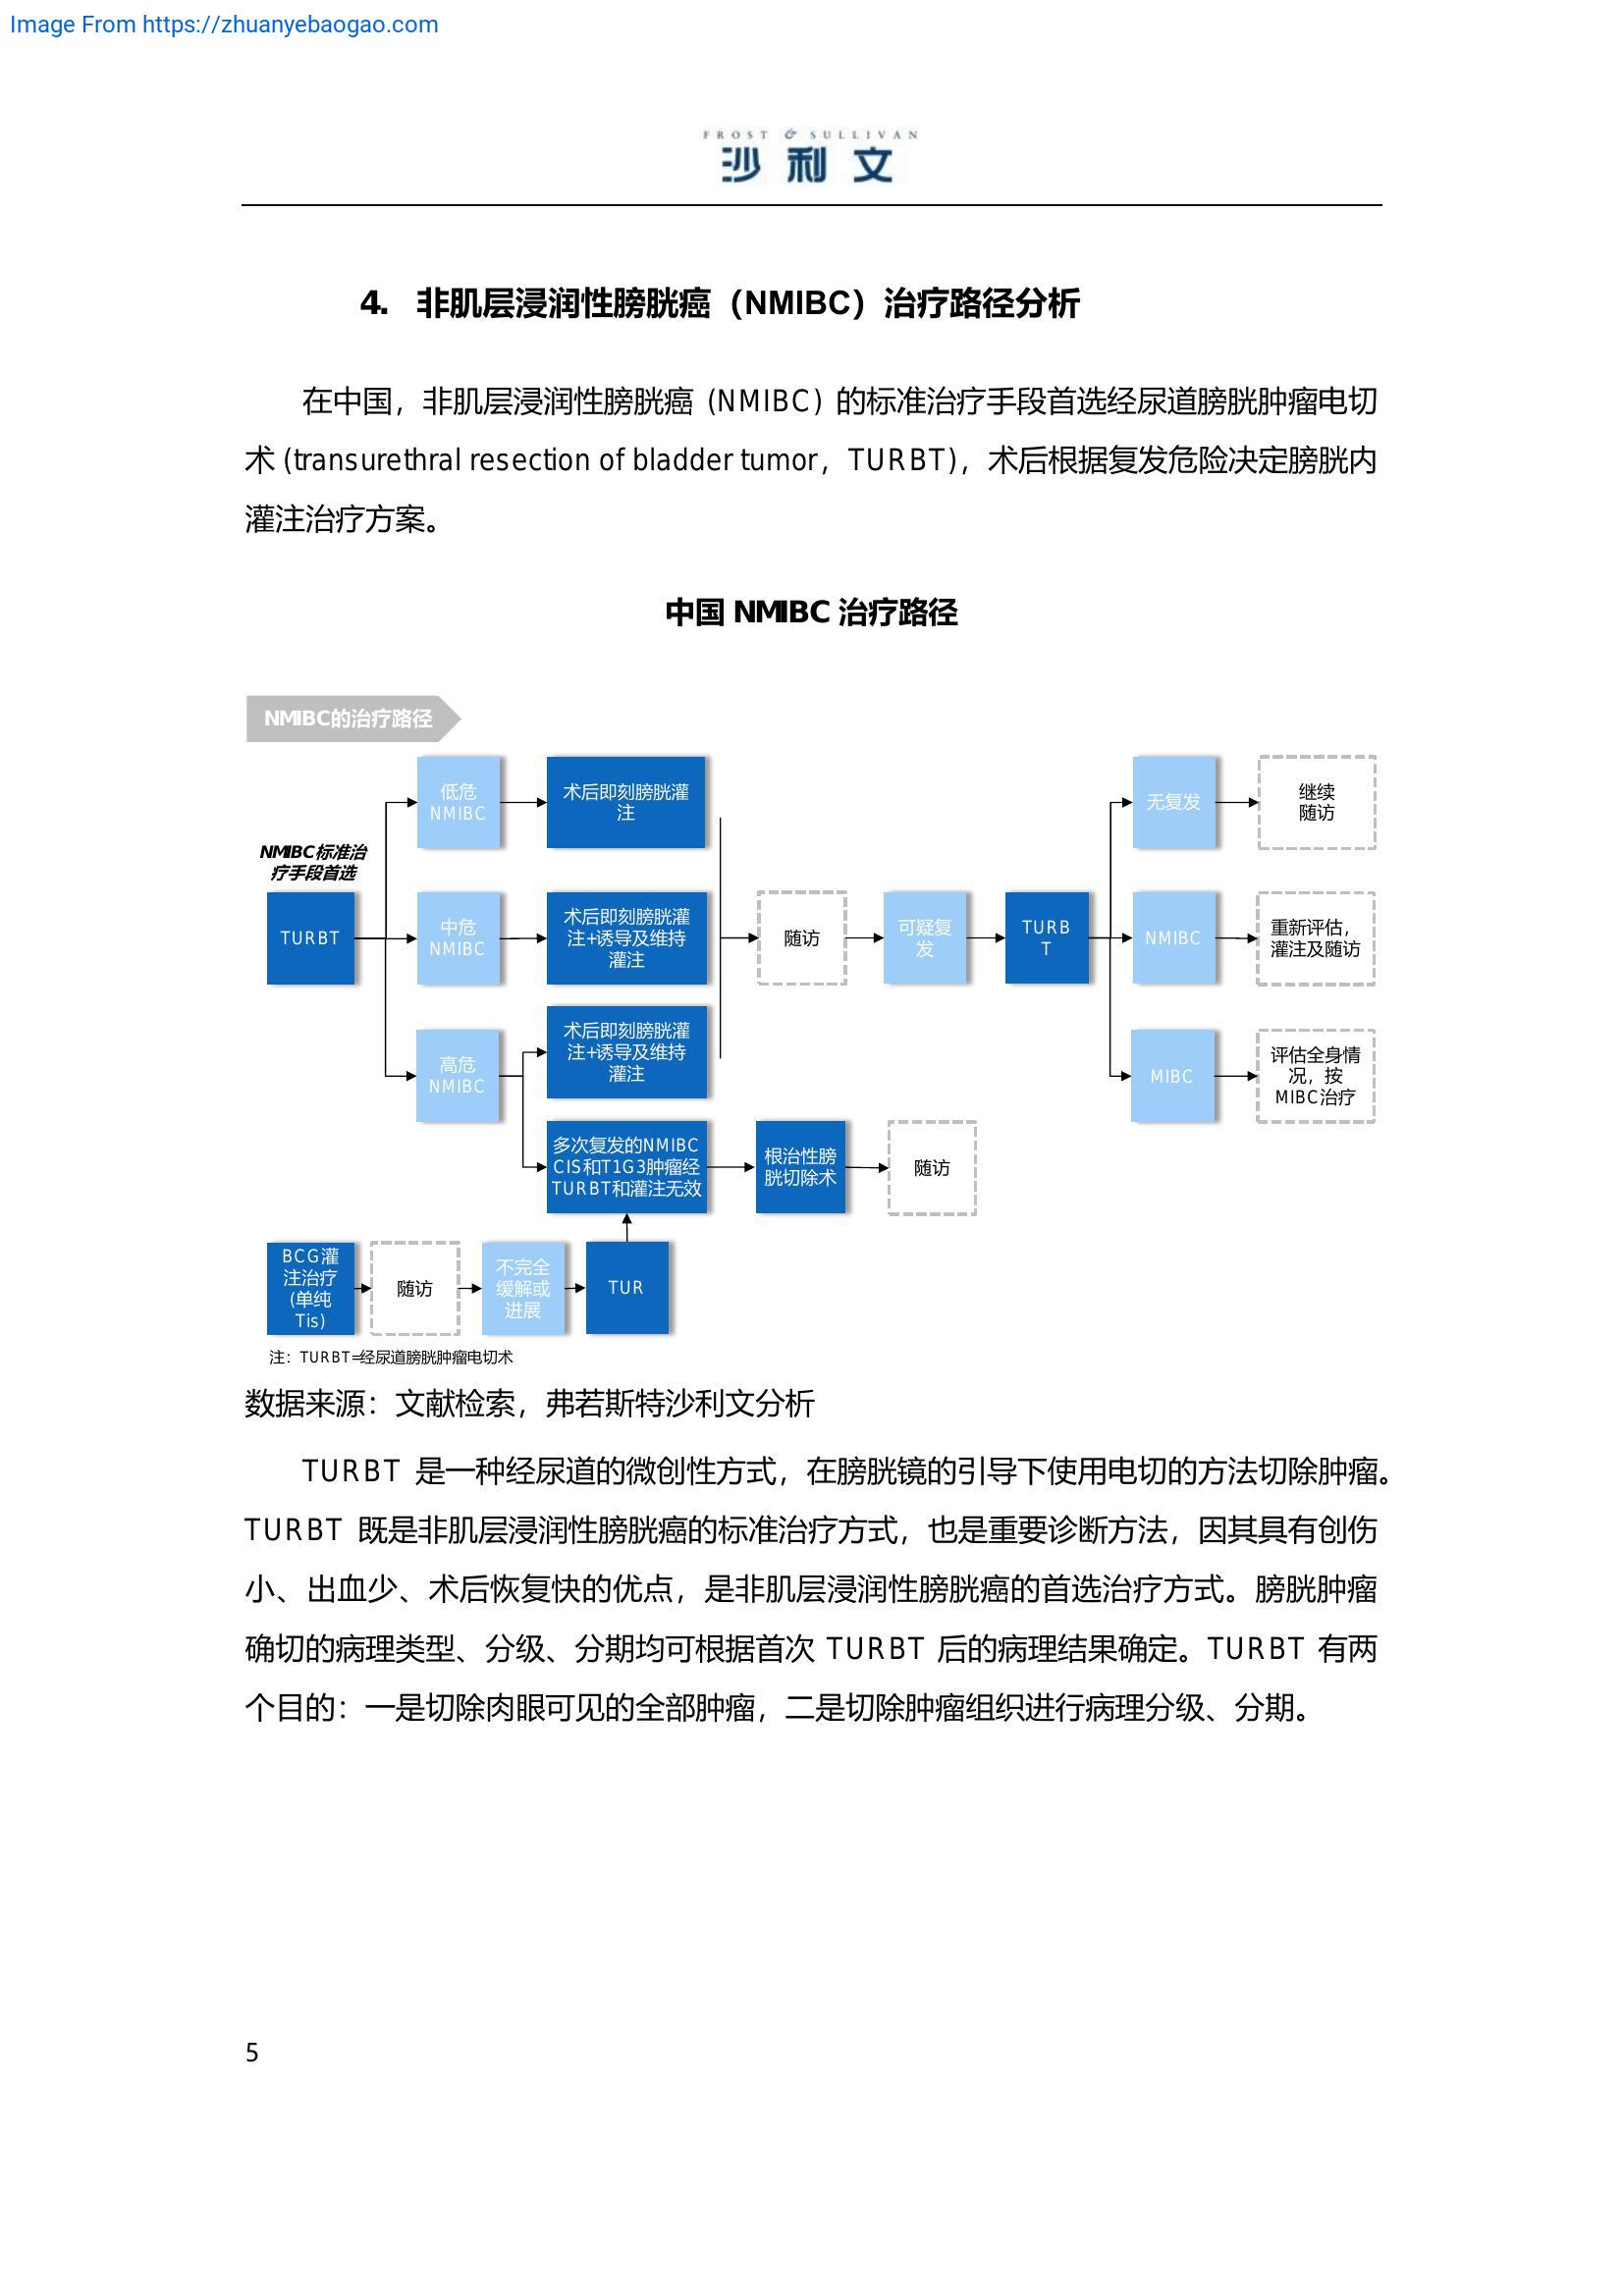 Image From https://zhuanyebaogao.com
FROST & SULLIVAN
沙利文
4. 非肌层浸润性膀胱癌（NMIBC）治疗路径分析
在中国，非肌层浸润性膀胱癌 (NMIBC) 的标准治疗手段首选经尿道膀胱肿瘤电切
术 (transurethral resection of bladder tumor，TURBT)，术后根据复发危险决定膀胱内
灌注治疗方案。
中国 NMIBC 治疗路径
NMIBC的治疗路径
NMIBC标准治
疗手段首选
TURBT
低危
NMIBC
术后即刻膀胱灌
注
中危
NMIBC
术后即刻膀胱灌
注+诱导及维持
灌注
高危
NMIBC
术后即刻膀胱灌
注+诱导及维持
灌注
随访
可疑复
发
TURB
T
无复发
继续
随访
NMIBC
重新评估，
灌注及随访
MIBC
评估全身情
况，按
MIBC治疗
多次复发的NMIBC
CIS和T1G3肿瘤经
TURBT和灌注无效
根治性膀
胱切除术
随访
BCG灌
注治疗
(单纯
Tis)
随访
不完全
缓解或
进展
TUR
注：TURBT=经尿道膀胱肿瘤电切术
数据来源：文献检索，弗若斯特沙利文分析
TURBT 是一种经尿道的微创性方式，在膀胱镜的引导下使用电切的方法切除肿瘤。
TURBT 既是非肌层浸润性膀胱癌的标准治疗方式，也是重要诊断方法，因其具有创伤
小、出血少、术后恢复快的优点，是非肌层浸润性膀胱癌的首选治疗方式。膀胱肿瘤
确切的病理类型、分级、分期均可根据首次 TURBT 后的病理结果确定。TURBT 有两
个目的：一是切除肉眼可见的全部肿瘤，二是切除肿瘤组织进行病理分级、分期。
5